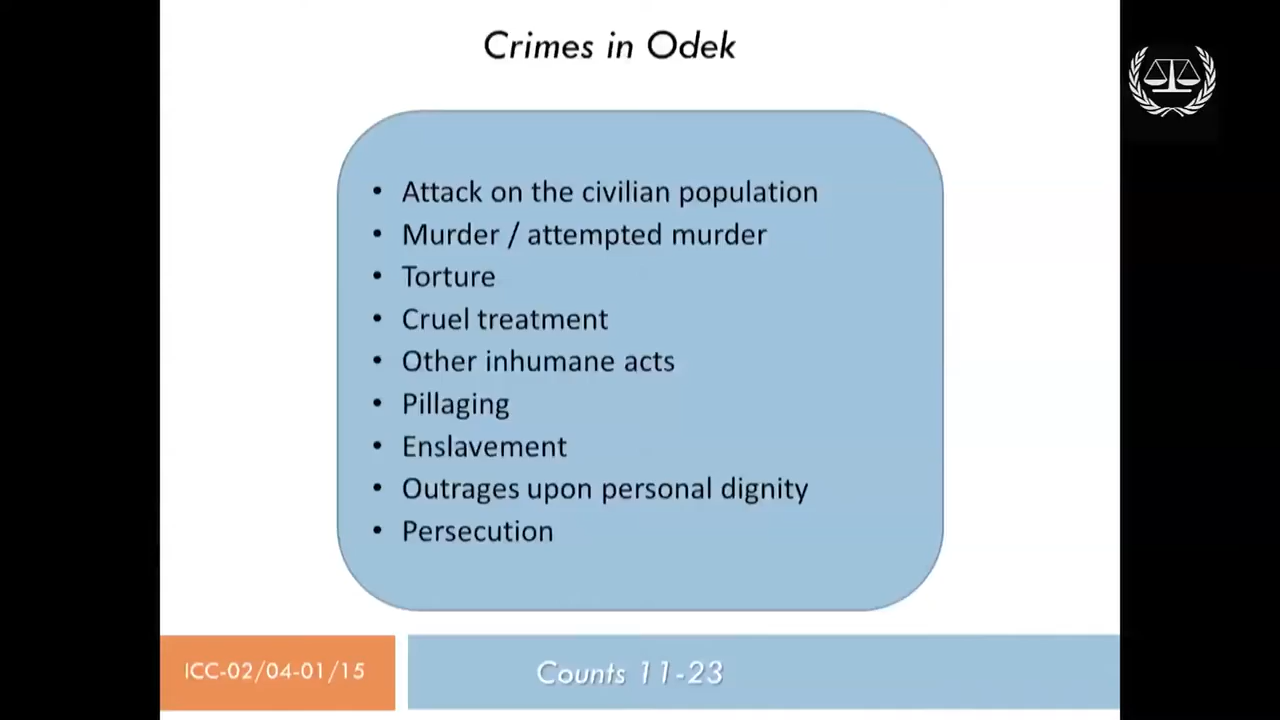 Crimes in Odek
• Attack on the civilian population
• Murder / attempted murder
• Torture
• Cruel treatment
• Other inhumane acts
• Pillaging
• Enslavement
• Outrages upon personal dignity
• Persecution
ICC-02/04-01/15
Counts 11-23